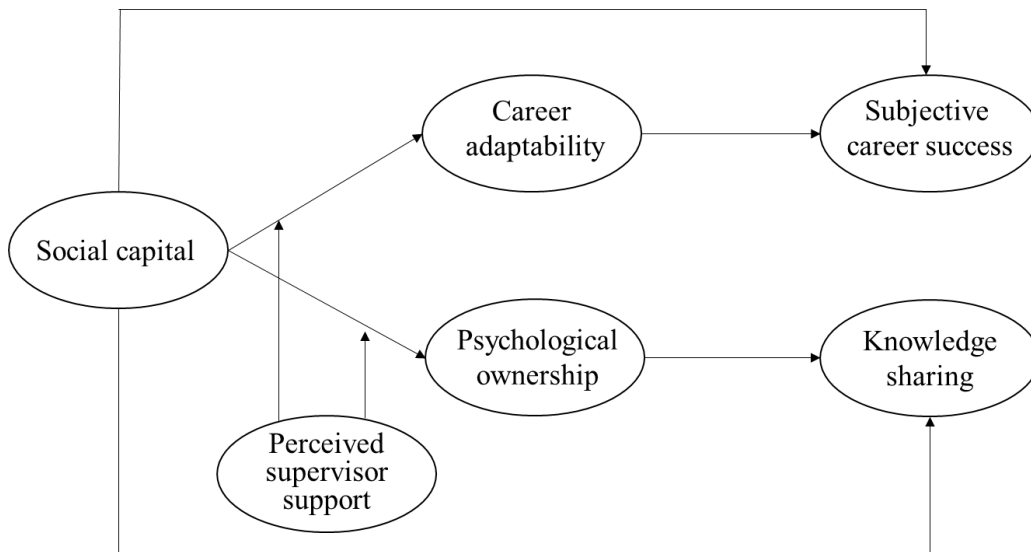 Career
adaptability
Subjective
career success
Social capital
Psychological
ownership
Knowledge
sharing
Perceived
supervisor
support